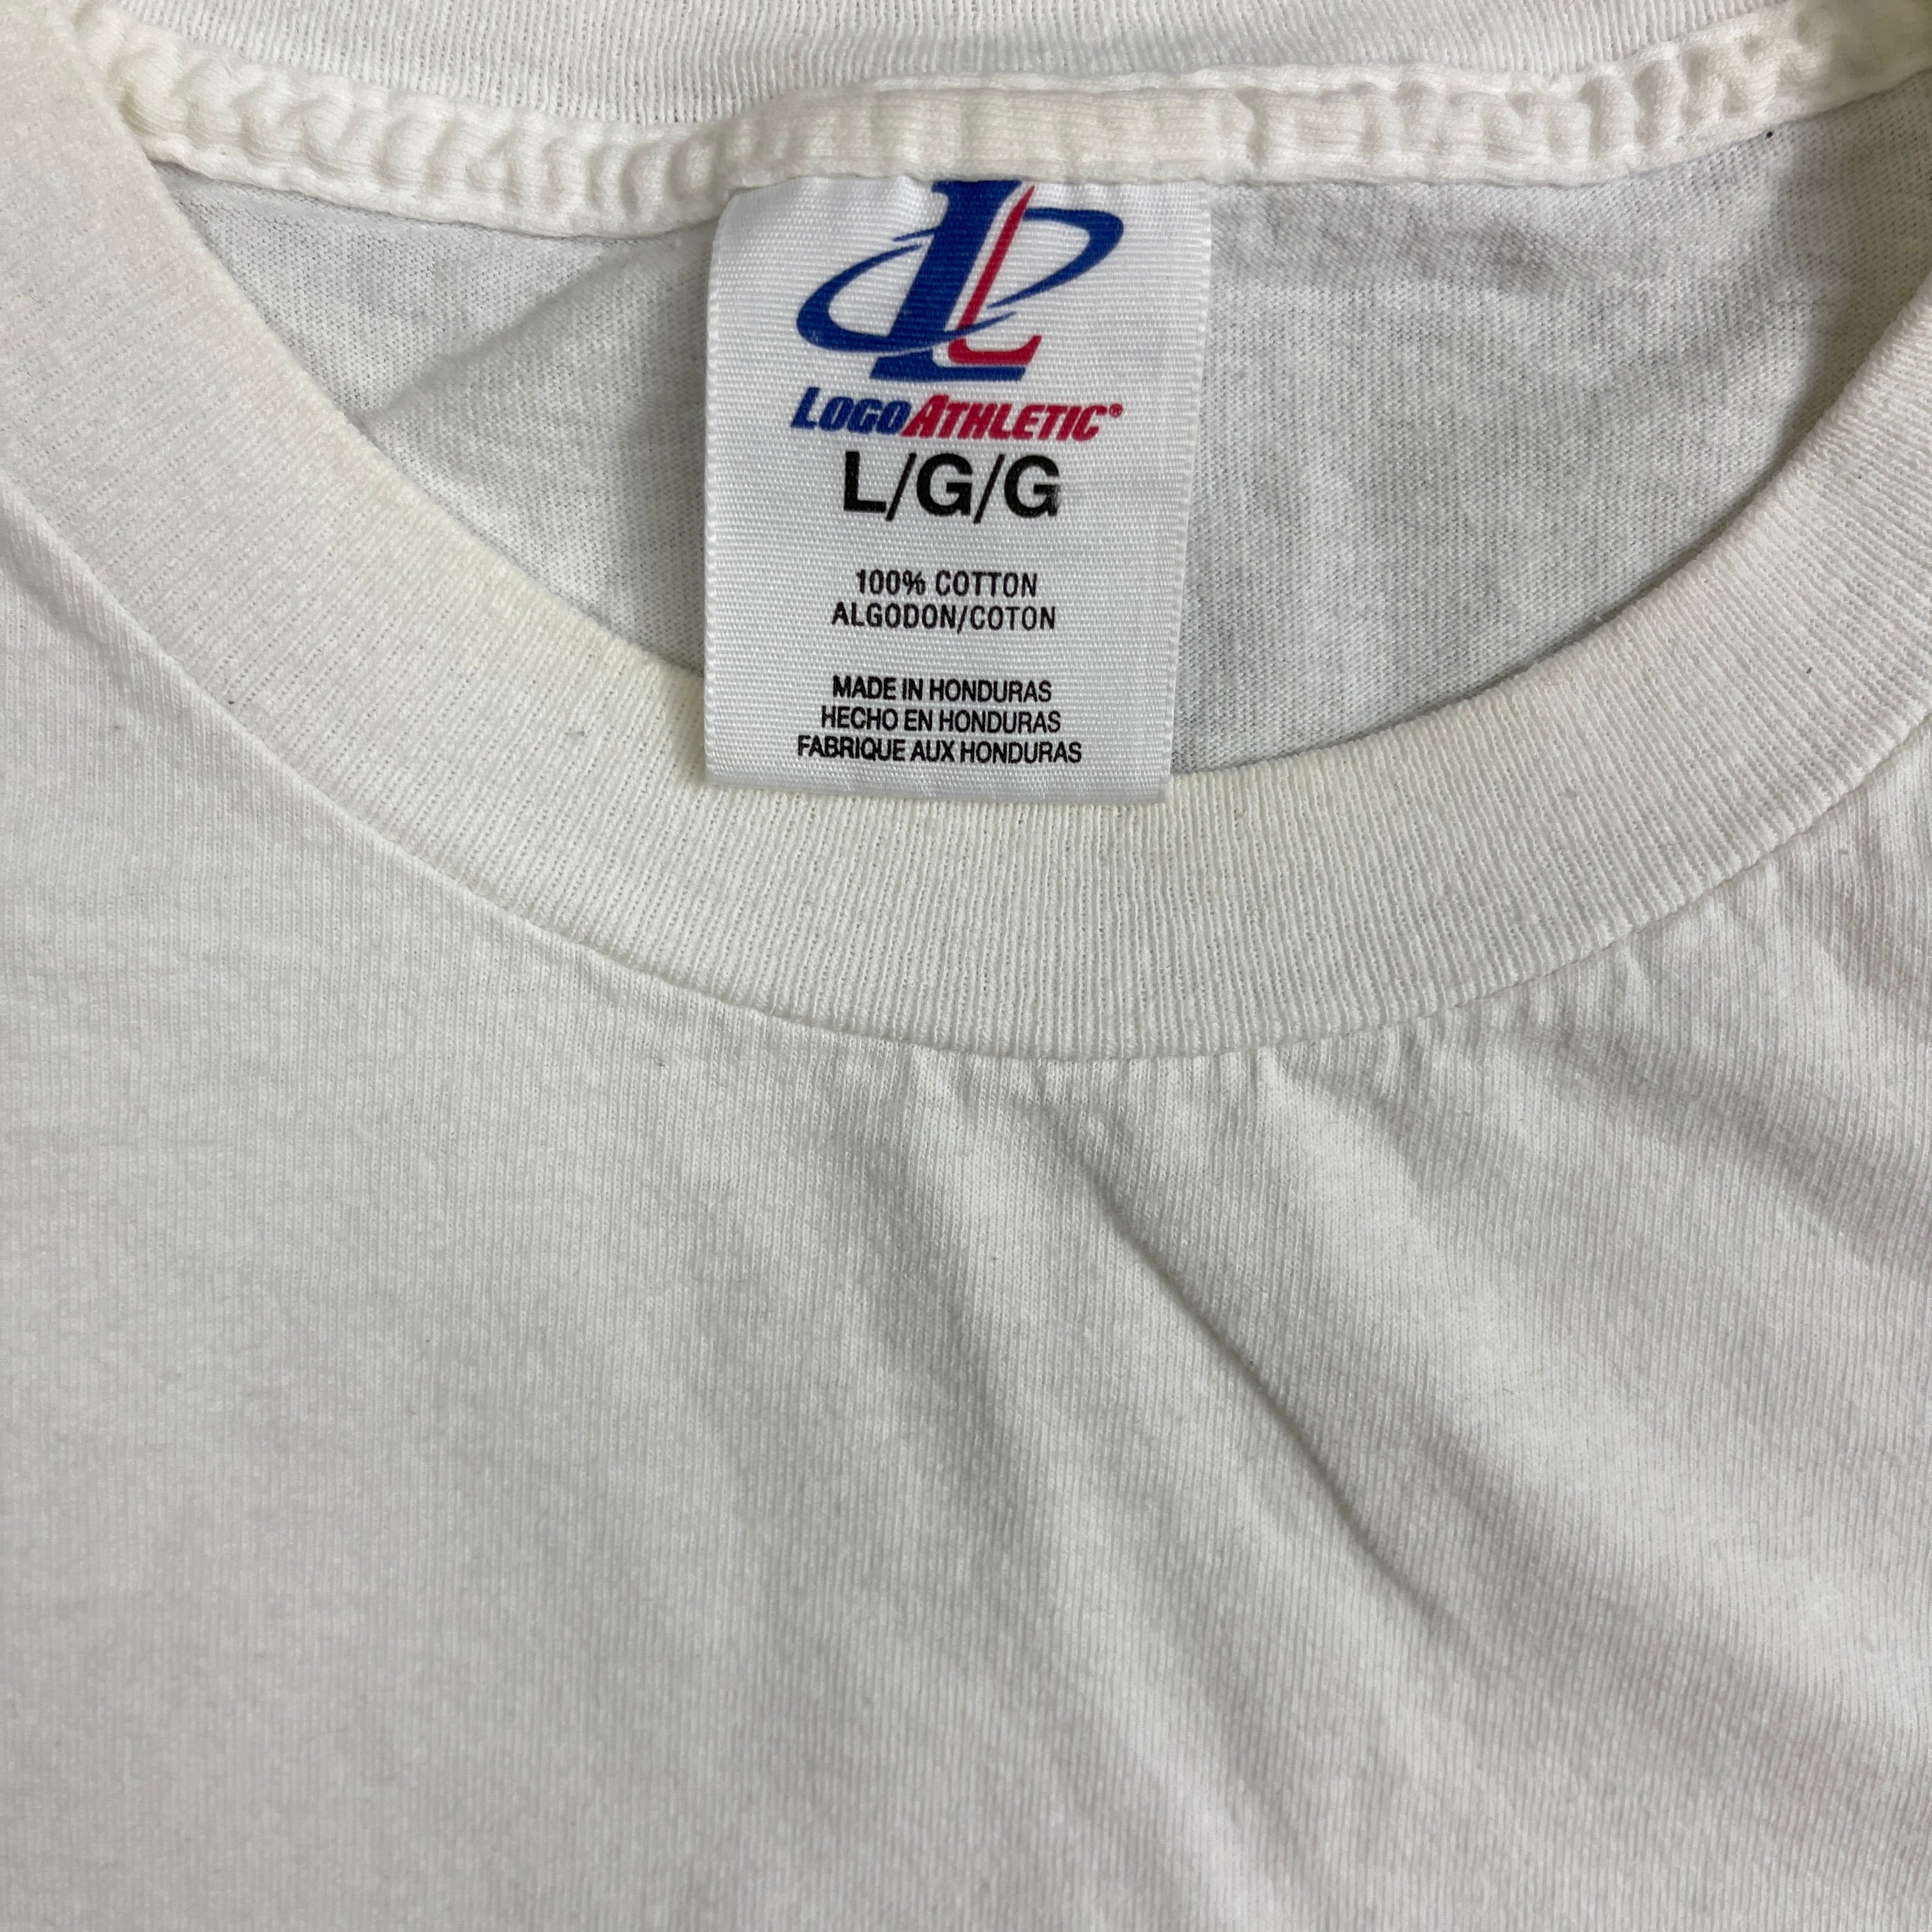 LOGOATHLETIC®
L/G/G
100% COTTON
ALGODON/COTON
MADE IN HONDURAS
HECHO EN HONDURAS
FABRIQUE AUX HONDURAS